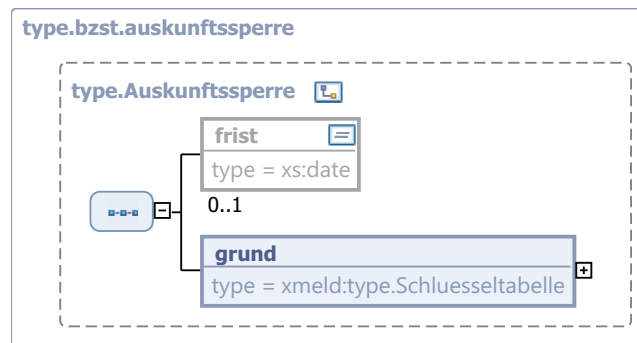 type.bzst.auskunftssperre
type.Auskunftssperre
frist
type = xs:date
0..1
grund
type = xmeld:type.Schluesseltabelle